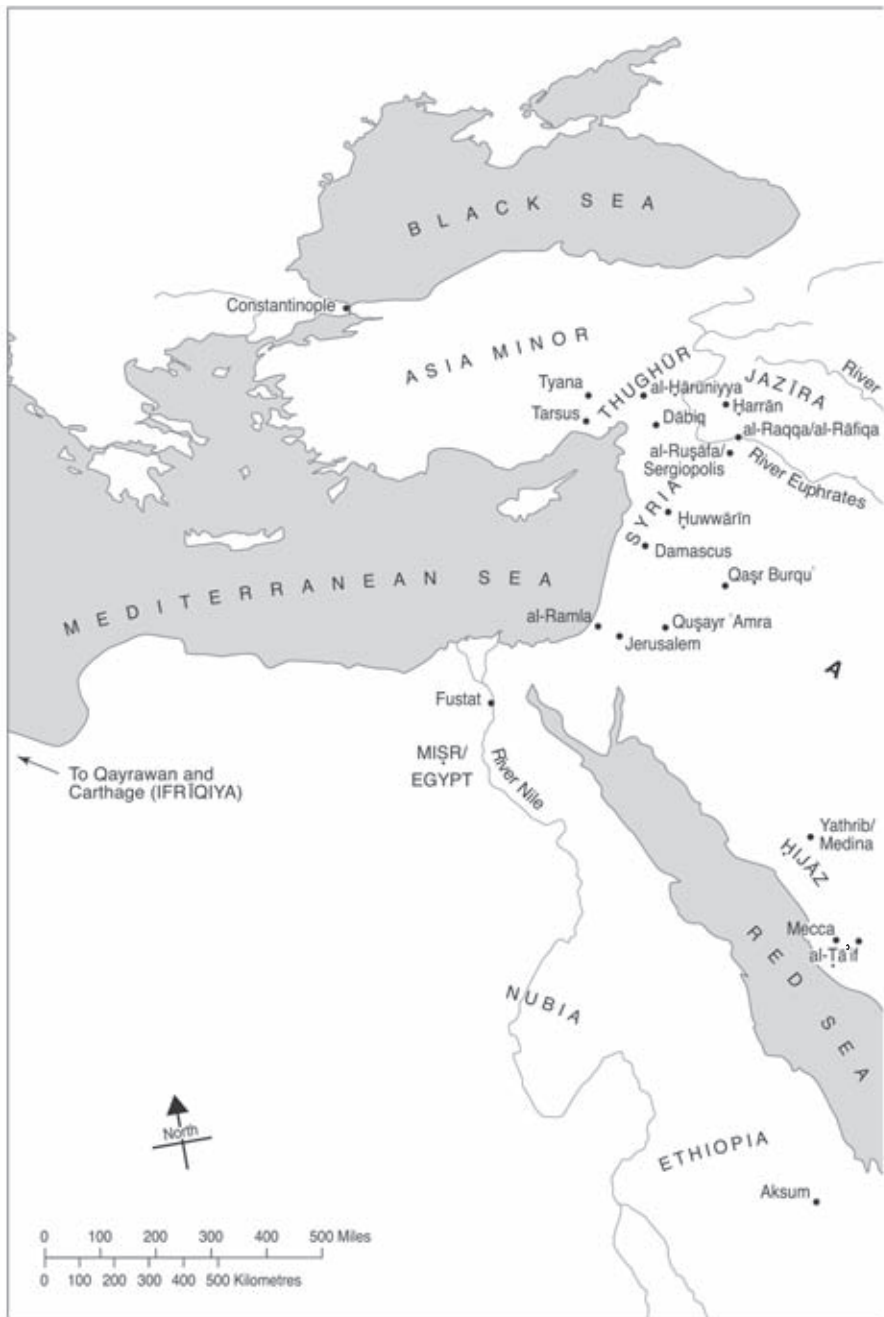 BLACK SEA
Constantinople
ASIA MINOR
THUGHŪR
Tyana
Tarsus
al-Hārūniyya
Dābiq
JAZĪRA
Ḥarrān
River
al-Raqqa/al-Rāfiqa
al-Ruṣāfa/
Sergiopolis
River Euphrates
SYRIA
Ḥuwwārīn
Damascus
Qaṣr Burquʿ
MEDITERRANEAN SEA
al-Ramla
Jerusalem
Quṣayr ʿAmra
A
Fustat
MIṢR/
EGYPT
River Nile
To Qayrawan and
Carthage (IFRĪQIYA)
Yathrib/
Medina
ḤIJĀZ
Mecca
al-Ṭāʾif
RED SEA
NUBIA
ETHIOPIA
Aksum
North
0 100 200 300 400 500 Miles
0 100 200 300 400 500 Kilometres